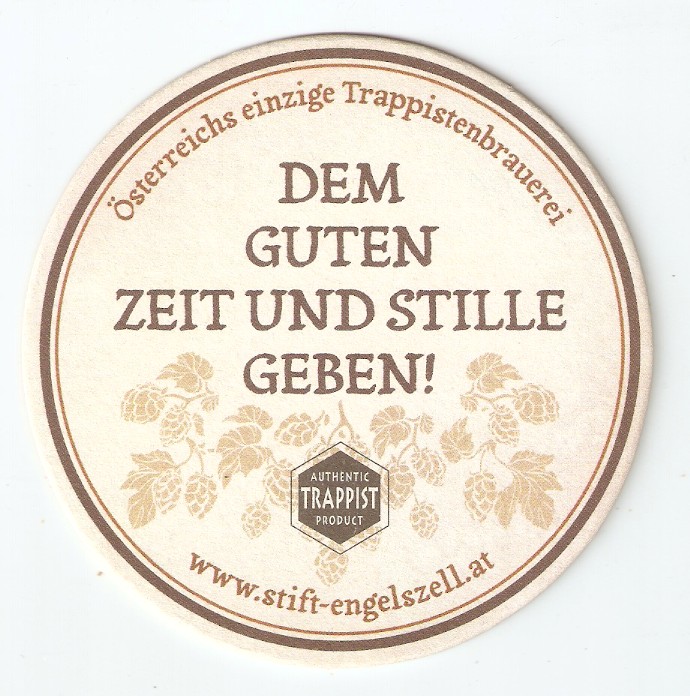 Österreichs einzige Trappistenbrauerei
DEM
GUTEN
ZEIT UND STILLE
GEBEN!
AUTHENTIC
TRAPPIST
PRODUCT
www.stift-engelszell.at